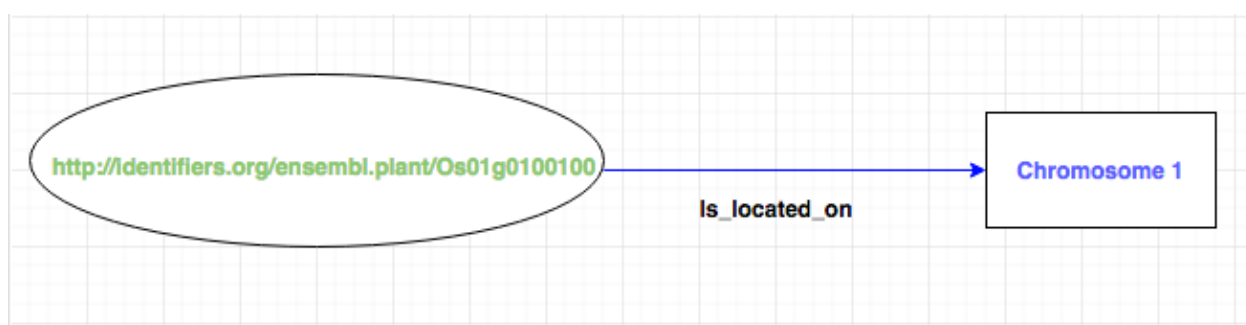 http://identifiers.org/ensembl.plant/Os01g0100100
Is_located_on
Chromosome 1